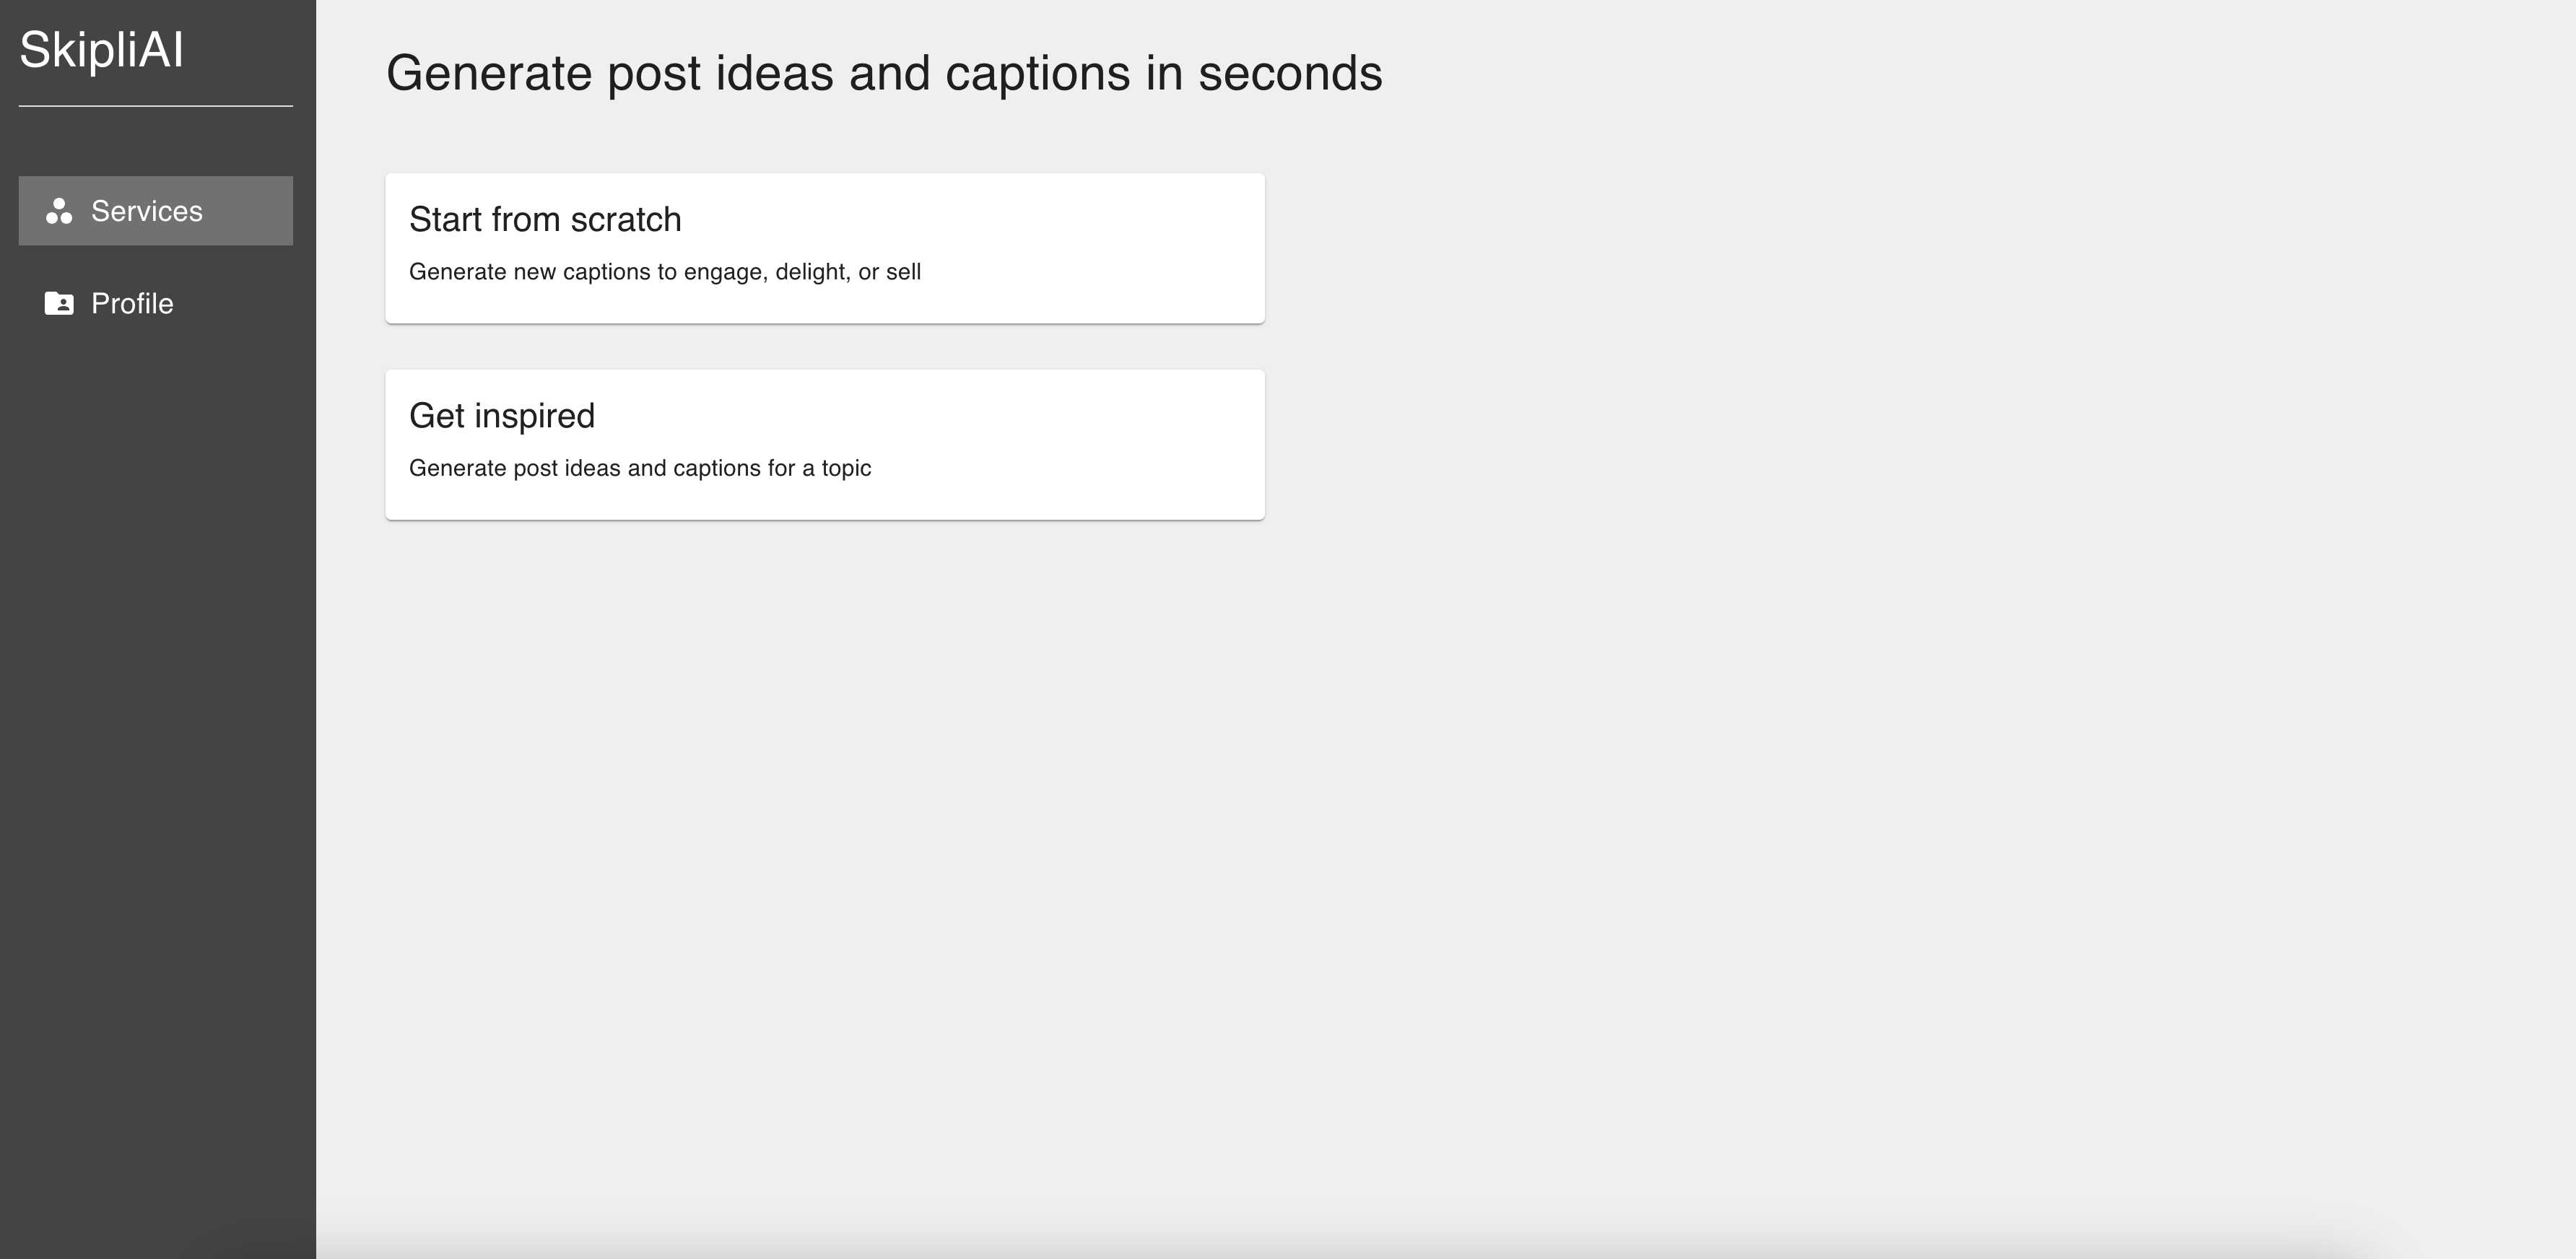 SkipliAI
Services
Profile
Generate post ideas and captions in seconds
Start from scratch
Generate new captions to engage, delight, or sell
Get inspired
Generate post ideas and captions for a topic